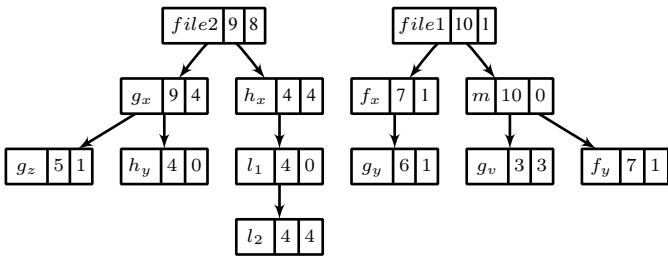 file2 9 8 file1 10 1
g_x 9 4 h_x 4 4 f_x 7 1 m 10 0
g_z 5 1 h_y 4 0 l_1 4 0 g_y 6 1 g_v 3 3 f_y 7 1
l_2 4 4